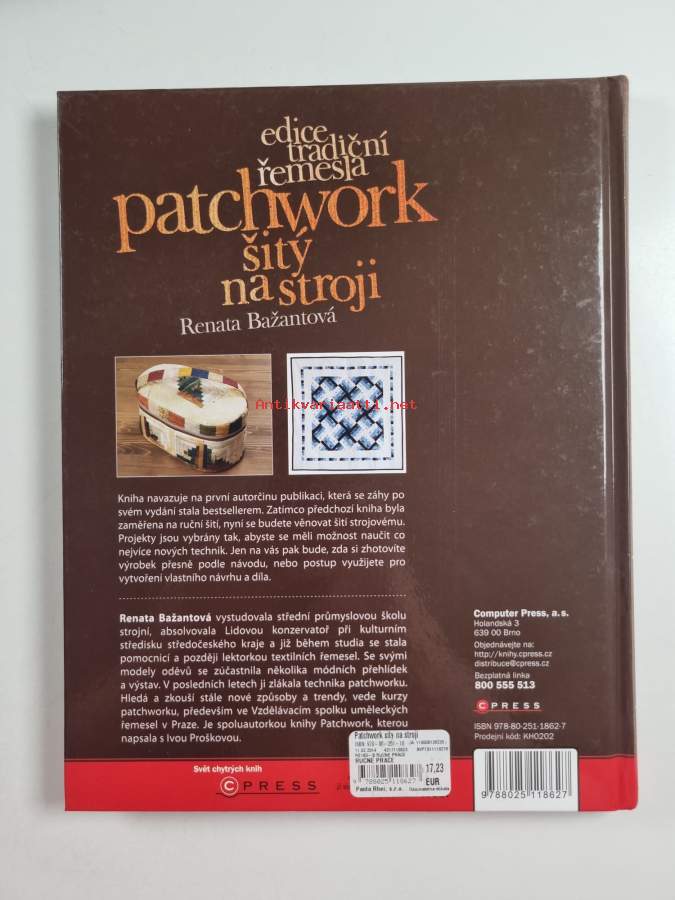 edice
tradiční
řemesla
patchwork
šitý
na stroji
Renata Bažantová
Antikvariaatti.net
Kniha navazuje na první autorčinu publikaci, která se záhy po
svém vydání stala bestsellerem. Zatímco předchozí kniha byla
zaměřena na ruční šití, nyní se budete věnovat šití strojovému.
Projekty jsou vybrány tak, abyste se měli možnost naučit co
nejvíce nových technik. Jen na vás pak bude, zda si zhotovíte
výrobek přesně podle návodu, nebo postup využijete pro
vytvoření vlastního návrhu a díla.
Renata Bažantová vystudovala střední průmyslovou školu
strojní, absolvovala Lidovou konzervatoř při kulturním
středisku středočeského kraje a již během studia se stala
pomocnicí a později lektorkou textilních řemesel. Se svými
modely oděvů se zúčastnila několika módních přehlídek
a výstav. V posledních letech ji zlákala technika patchworku.
Hledá a zkouší stále nové způsoby a trendy, vede kurzy
patchworku, především ve Vzdělávacím spolku uměleckých
řemesel v Praze. Je spoluautorkou knihy Patchwork, kterou
napsala s Ivou Proškovou.
Computer Press, a. s.
Holandská 3
639 00 Brno
Objednávejte na:
http://knihy.cpress.cz
distribuce@cpress.cz
Bezplatná linka
800 555 513
CPRESS
ISBN 978-80-251-1862-7
Prodejní kód: KH0202
9788025118627
Svět chytrých knih
CPRESS
Patchwork sity na stroji
RUCNE PRACE
17,23
EUR
9 788025 118627
Panta Rhei, s.r.o.